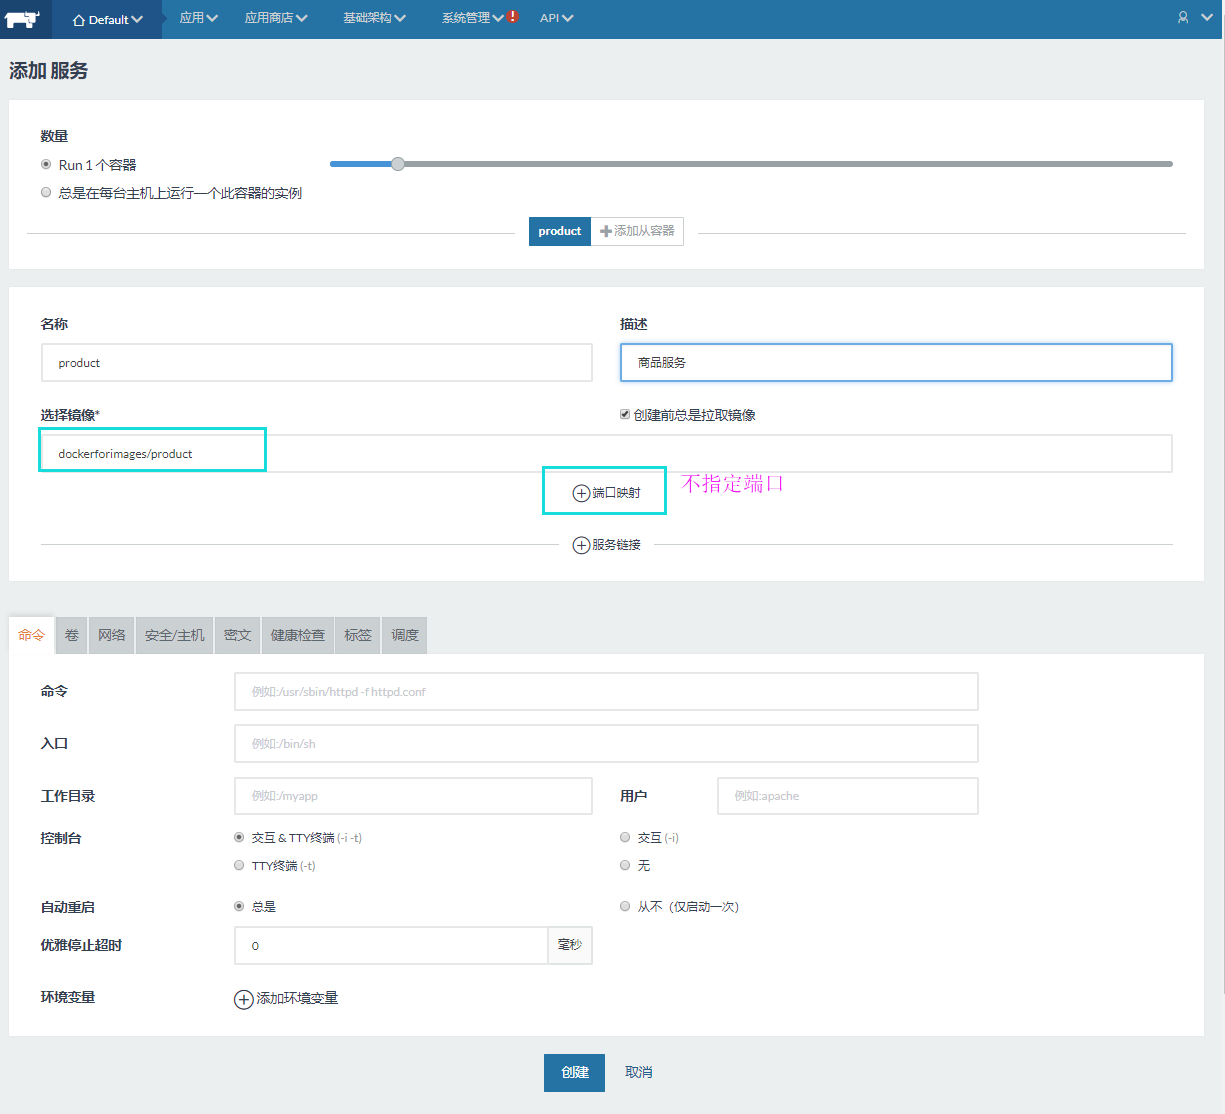 Default 应用 应用商店 基础架构 系统管理 ! API
添加 服务
数量
Run 1 个容器
总是在每台主机上运行一个此容器的实例
product 添加从容器
名称 描述
product 商品服务
选择镜像* 创建前总是拉取镜像
dockerforimages/product
端口映射 不指定端口
服务链接
命令 卷 网络 安全/主机 密文 健康检查 标签 调度
命令 例如:/usr/sbin/httpd -f httpd.conf
入口 例如:/bin/sh
工作目录 例如:/myapp 用户 例如:apache
控制台 交互 & TTY终端 (-i -t) 交互 (-i)
TTY终端 (-t) 无
自动重启 总是 从不（仅启动一次）
优雅停止超时 0 毫秒
环境变量 添加环境变量
创建 取消